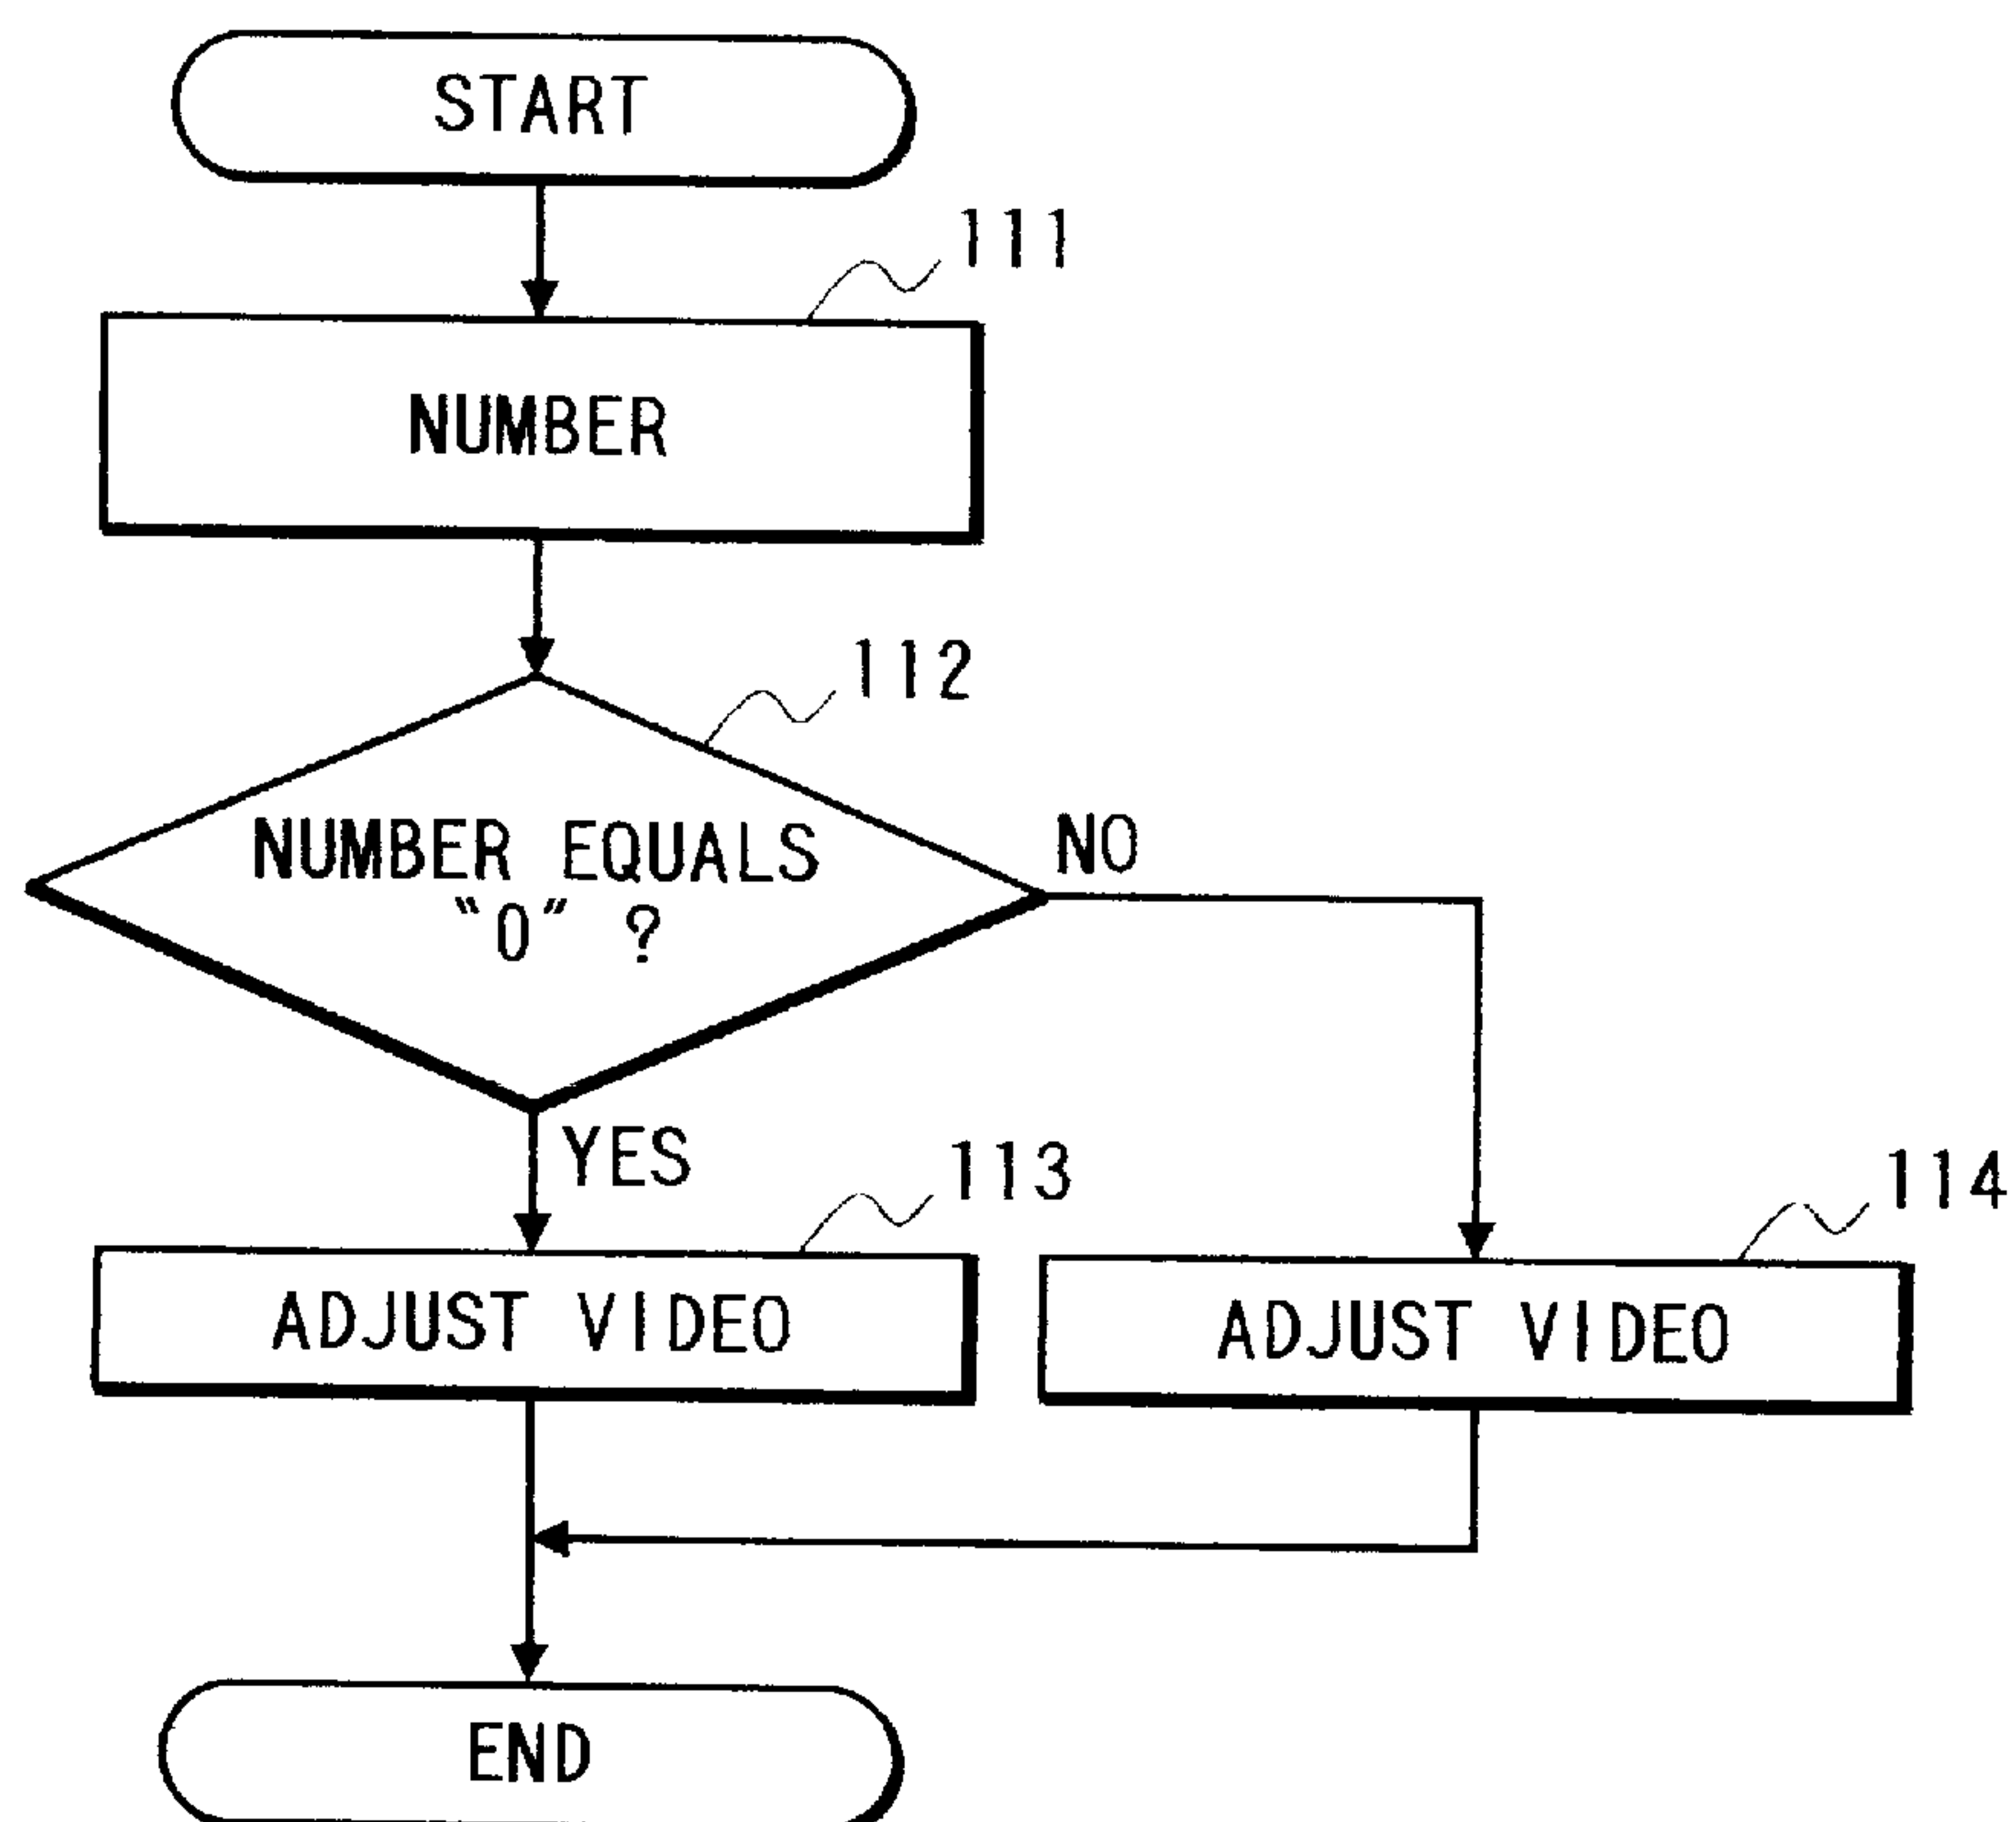 START
111
NUMBER
112
NUMBER EQUALS
"0" ?
NO
YES
113
114
ADJUST VIDEO
ADJUST VIDEO
END